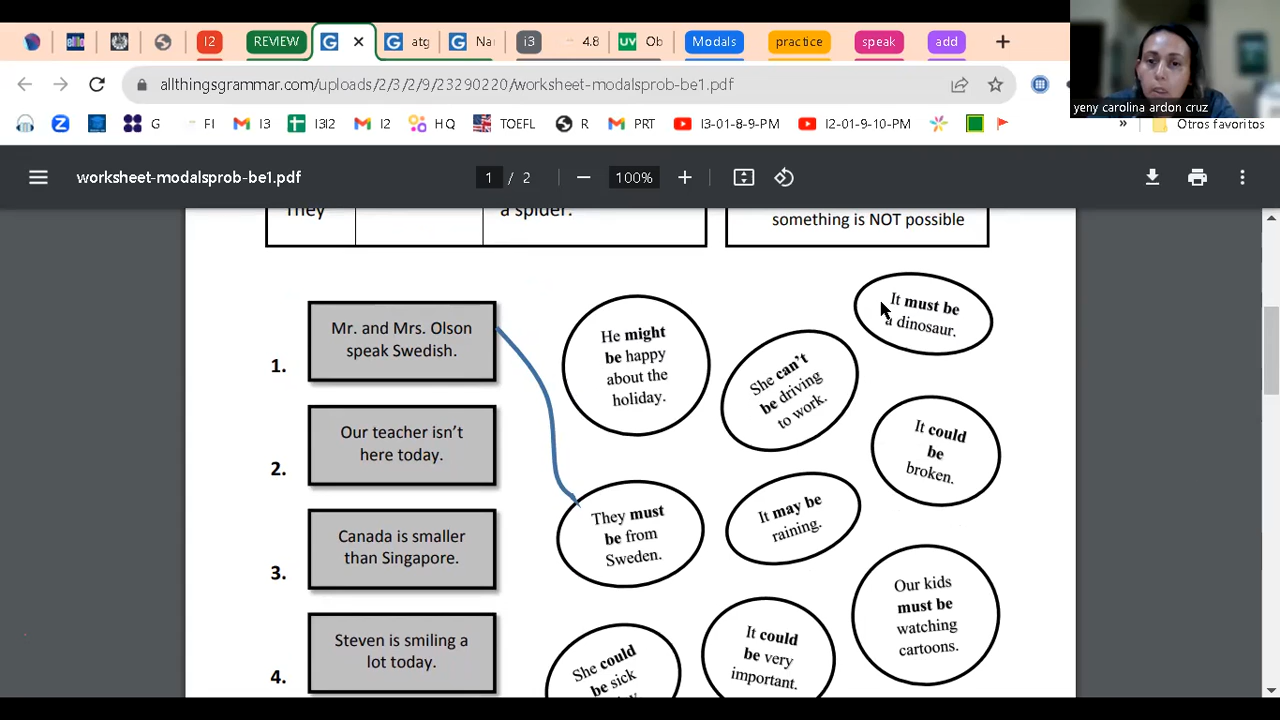 I2
REVIEW
atg
Na
i3
4.8
UV
Ob
Modals
practice
speak
add
allthingsgrammar.com/uploads/2/3/2/9/23290220/worksheet-modalsprob-be1.pdf
yeny carolina ardon cruz
G
FI
I3
I3I2
I2
HQ
TOEFL
R
PRT
I3-01-8-9-PM
I2-01-9-10-PM
»
Otros favoritos
worksheet-modalsprob-be1.pdf
1 / 2
100%
They
a spider.
something is NOT possible
1.
Mr. and Mrs. Olson
speak Swedish.
2.
Our teacher isn't
here today.
3.
Canada is smaller
than Singapore.
4.
Steven is smiling a
lot today.
He might
be happy
about the
holiday.
She can't
be driving
to work.
It must be
a dinosaur.
It could
be
broken.
They must
be from
Sweden.
It may be
raining.
Our kids
must be
watching
cartoons.
She could
be sick
It could
be very
important.